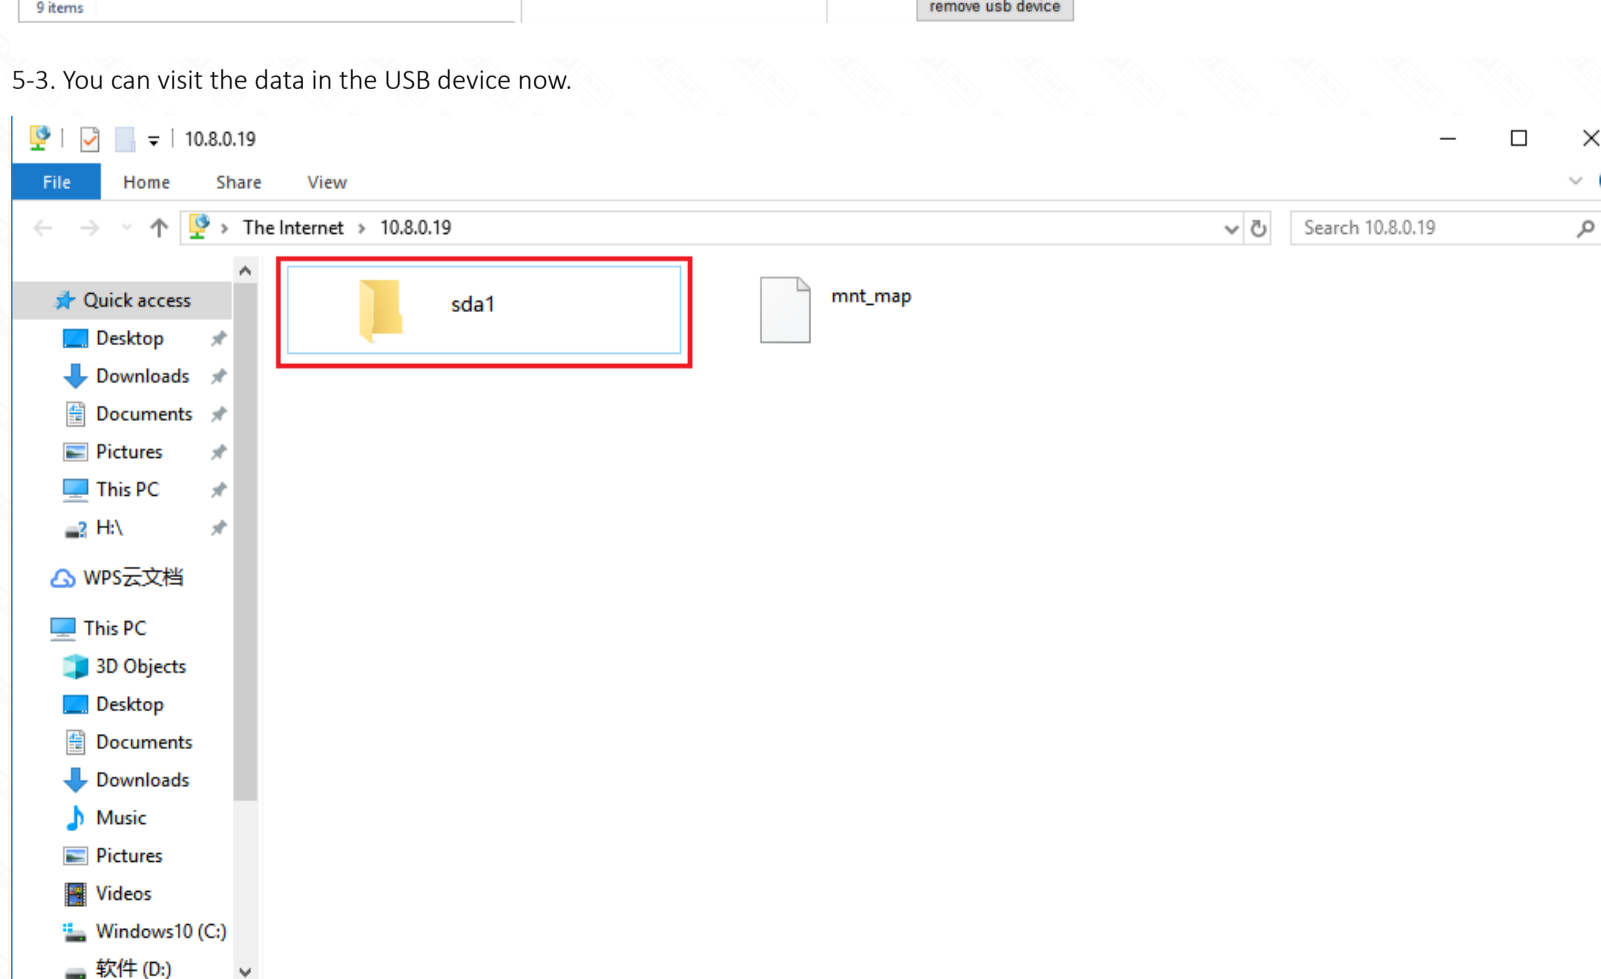 9 items
remove usb device
5-3. You can visit the data in the USB device now.
10.8.0.19
File Home Share View
The Internet > 10.8.0.19
Search 10.8.0.19
sda1
mnt_map
Quick access
Desktop
Downloads
Documents
Pictures
This PC
H:\
WPS云文档
This PC
3D Objects
Desktop
Documents
Downloads
Music
Pictures
Videos
Windows10 (C:)
软件 (D:)